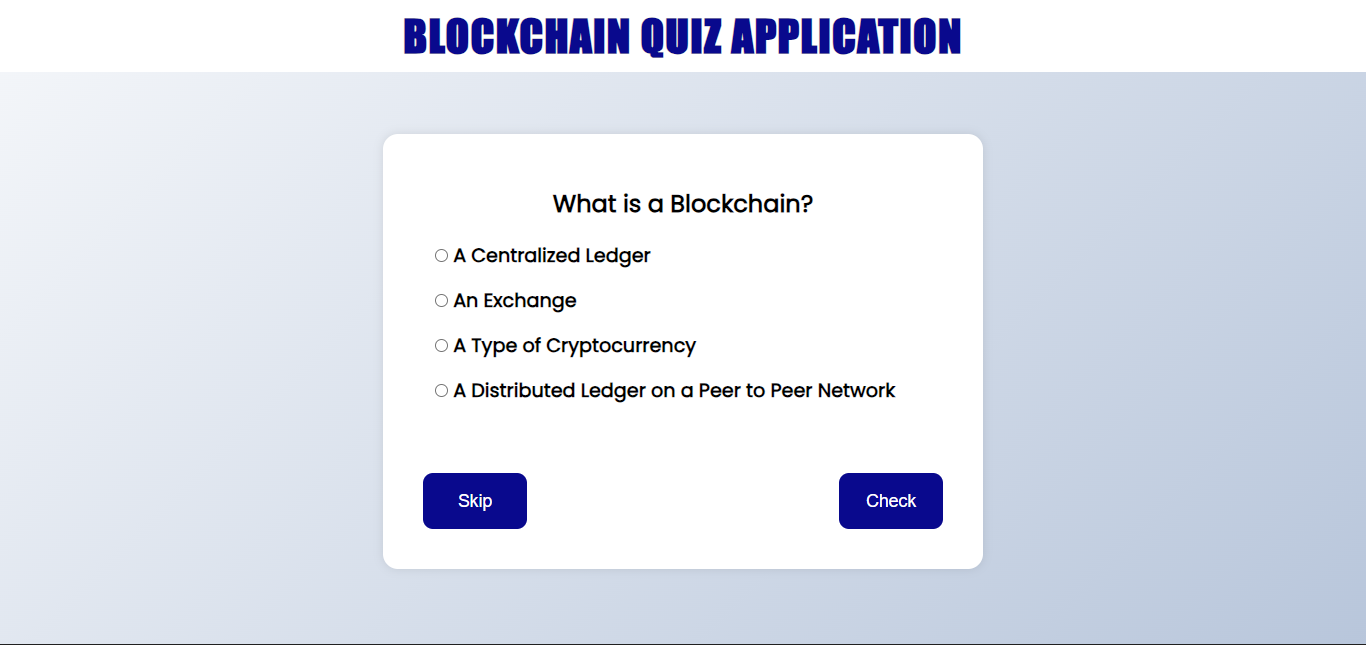 BLOCKCHAIN QUIZ APPLICATION
What is a Blockchain?
A Centralized Ledger
An Exchange
A Type of Cryptocurrency
A Distributed Ledger on a Peer to Peer Network
Skip
Check